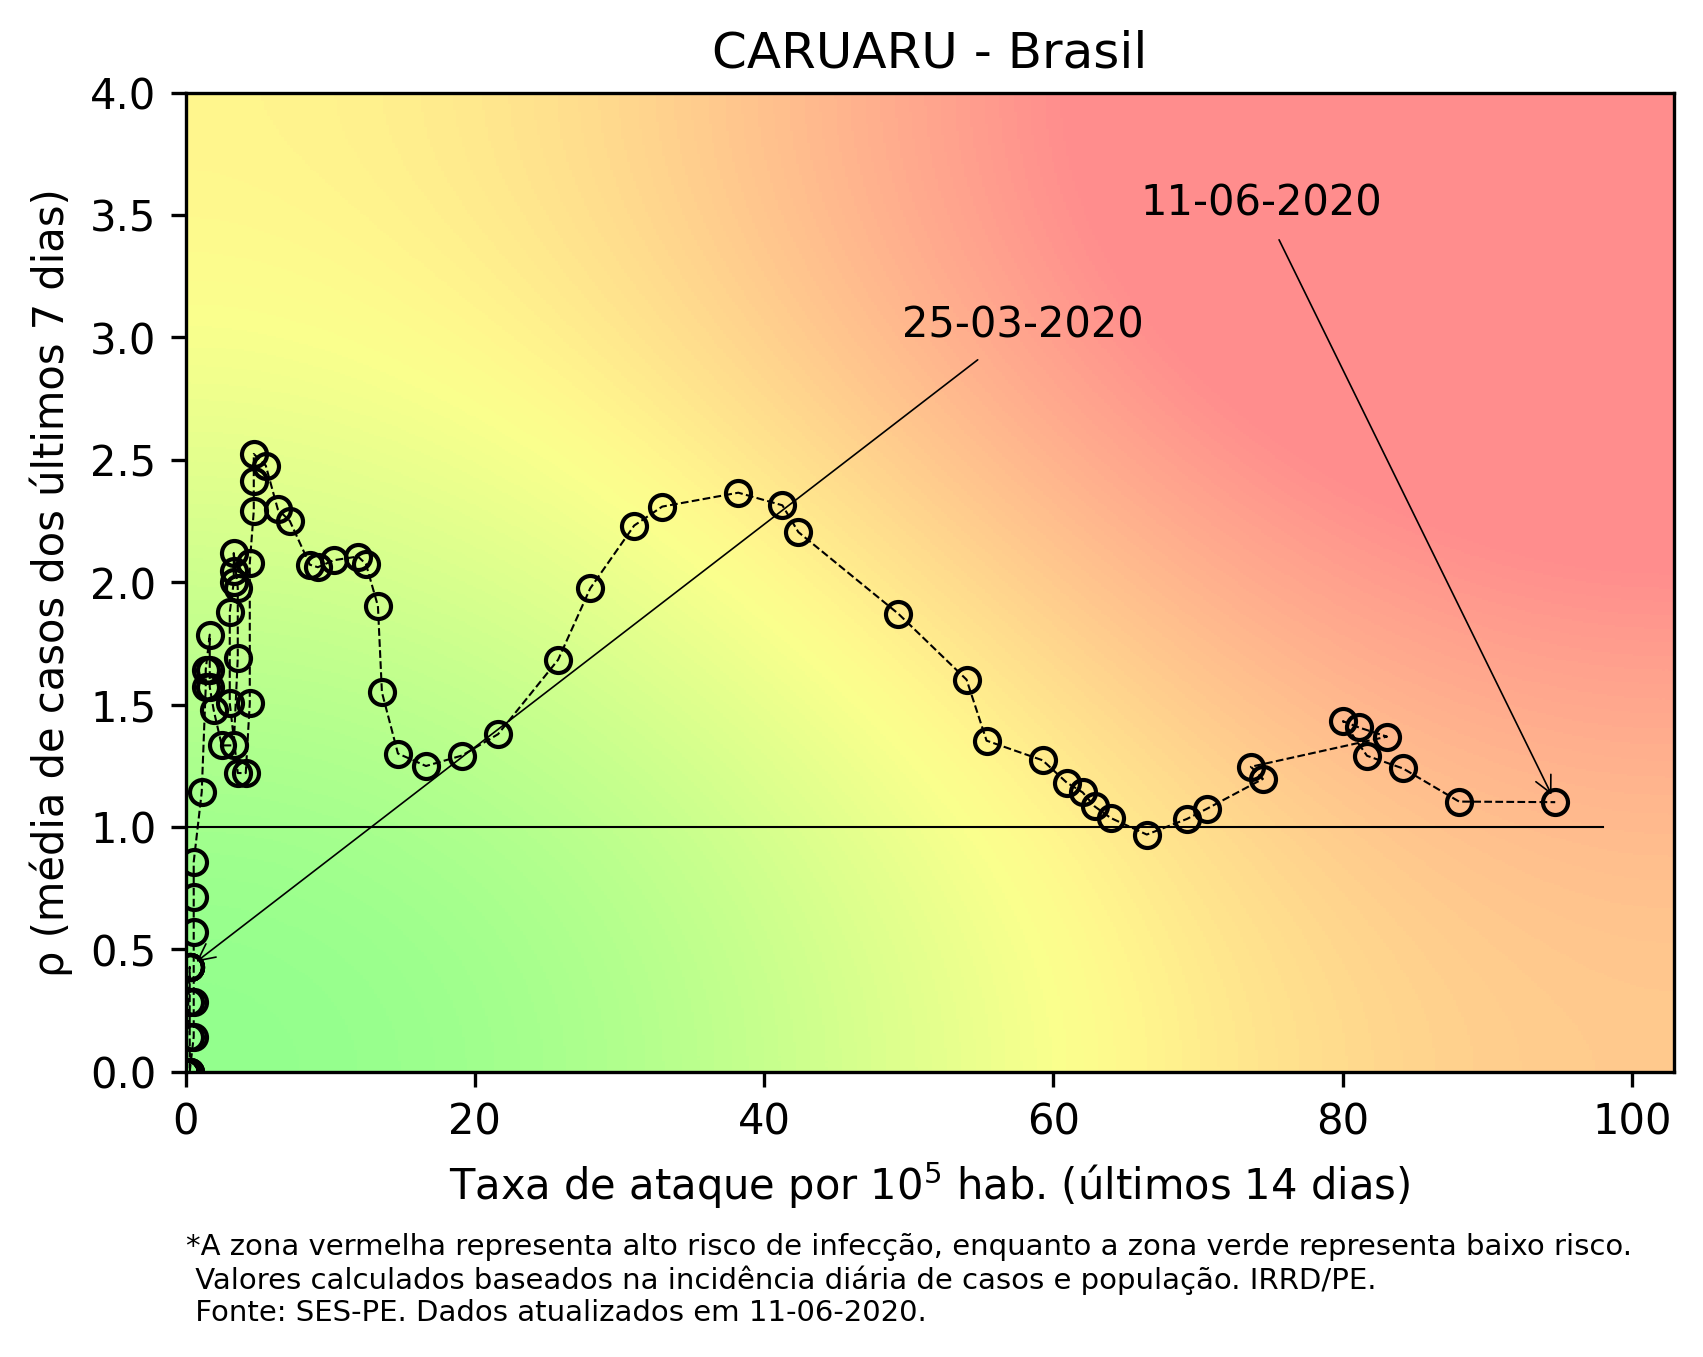 CARUARU - Brasil
4.0
3.5
3.0
2.5
2.0
1.5
1.0
0.5
0.0
ρ (média de casos dos últimos 7 dias)
11-06-2020
25-03-2020
0 20 40 60 80 100
Taxa de ataque por 10⁵ hab. (últimos 14 dias)
*A zona vermelha representa alto risco de infecção, enquanto a zona verde representa baixo risco.
Valores calculados baseados na incidência diária de casos e população. IRRD/PE.
Fonte: SES-PE. Dados atualizados em 11-06-2020.